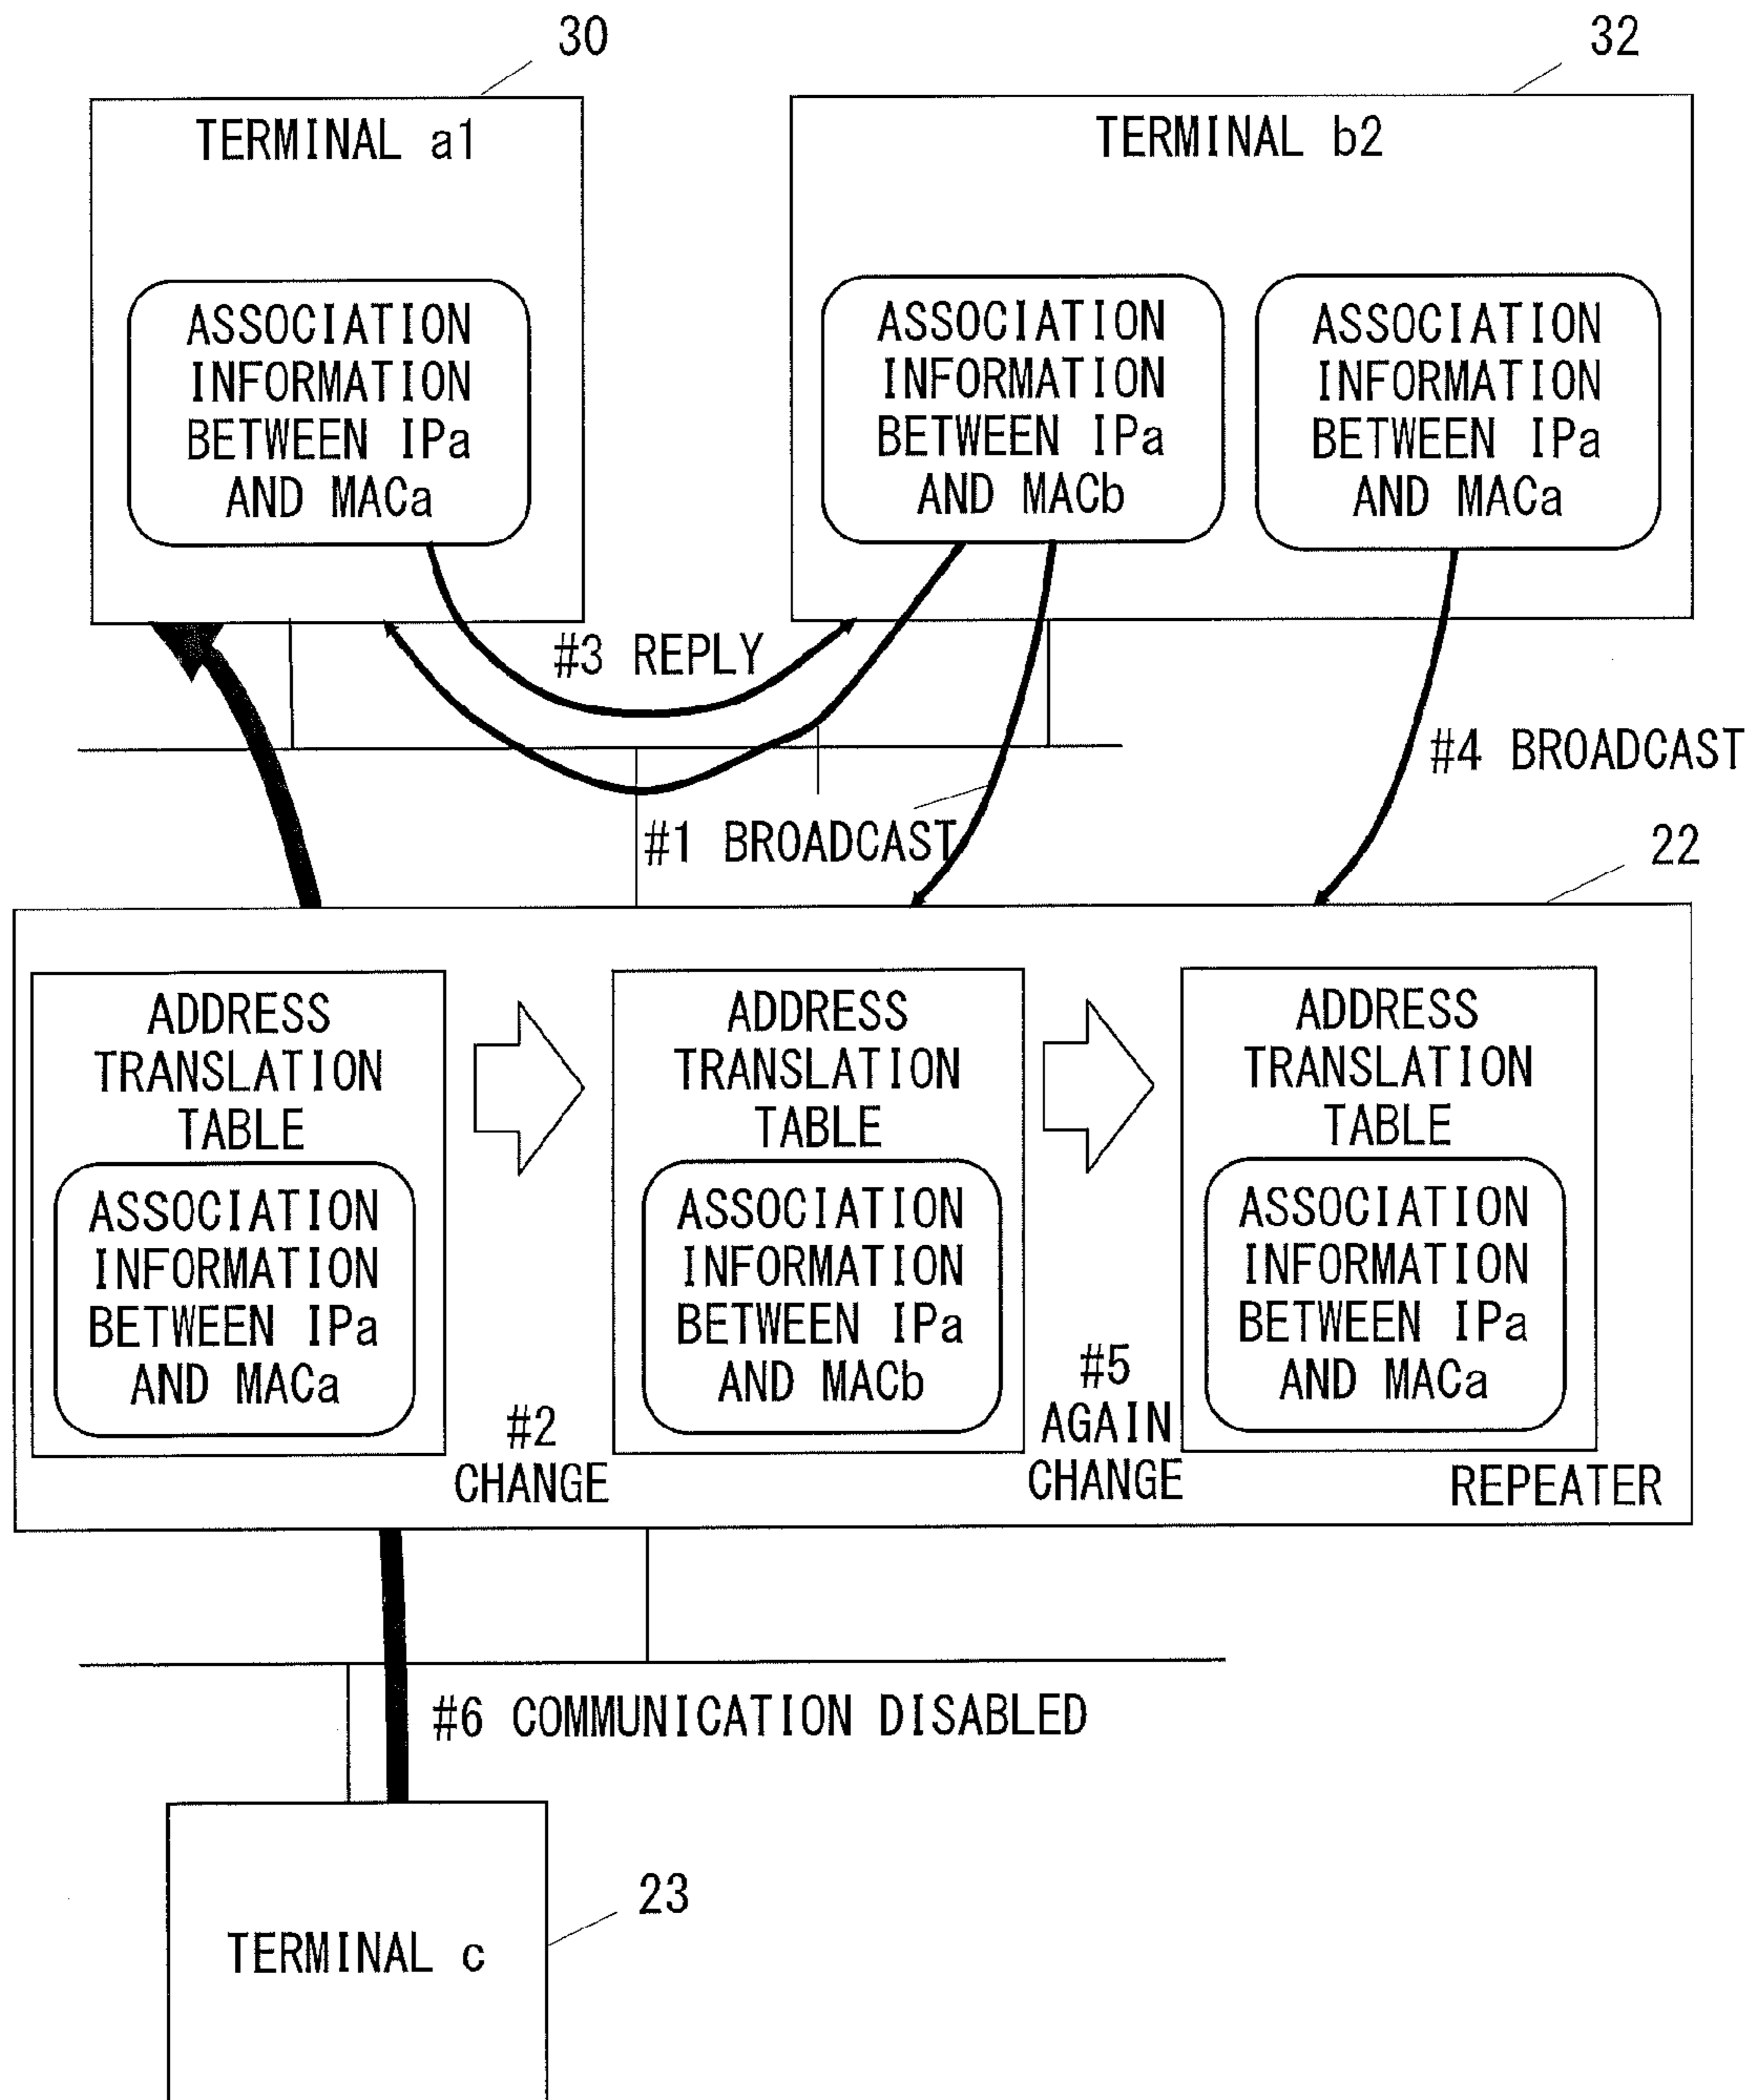 30
32
TERMINAL a1
TERMINAL b2
ASSOCIATION
INFORMATION
BETWEEN IPa
AND MACa
ASSOCIATION
INFORMATION
BETWEEN IPa
AND MACb
ASSOCIATION
INFORMATION
BETWEEN IPa
AND MACa
#3 REPLY
#4 BROADCAST
#1 BROADCAST
22
ADDRESS
TRANSLATION
TABLE
ASSOCIATION
INFORMATION
BETWEEN IPa
AND MACa
#2
CHANGE
ADDRESS
TRANSLATION
TABLE
ASSOCIATION
INFORMATION
BETWEEN IPa
AND MACb
#5
AGAIN
CHANGE
ADDRESS
TRANSLATION
TABLE
ASSOCIATION
INFORMATION
BETWEEN IPa
AND MACa
REPEATER
#6 COMMUNICATION DISABLED
23
TERMINAL c